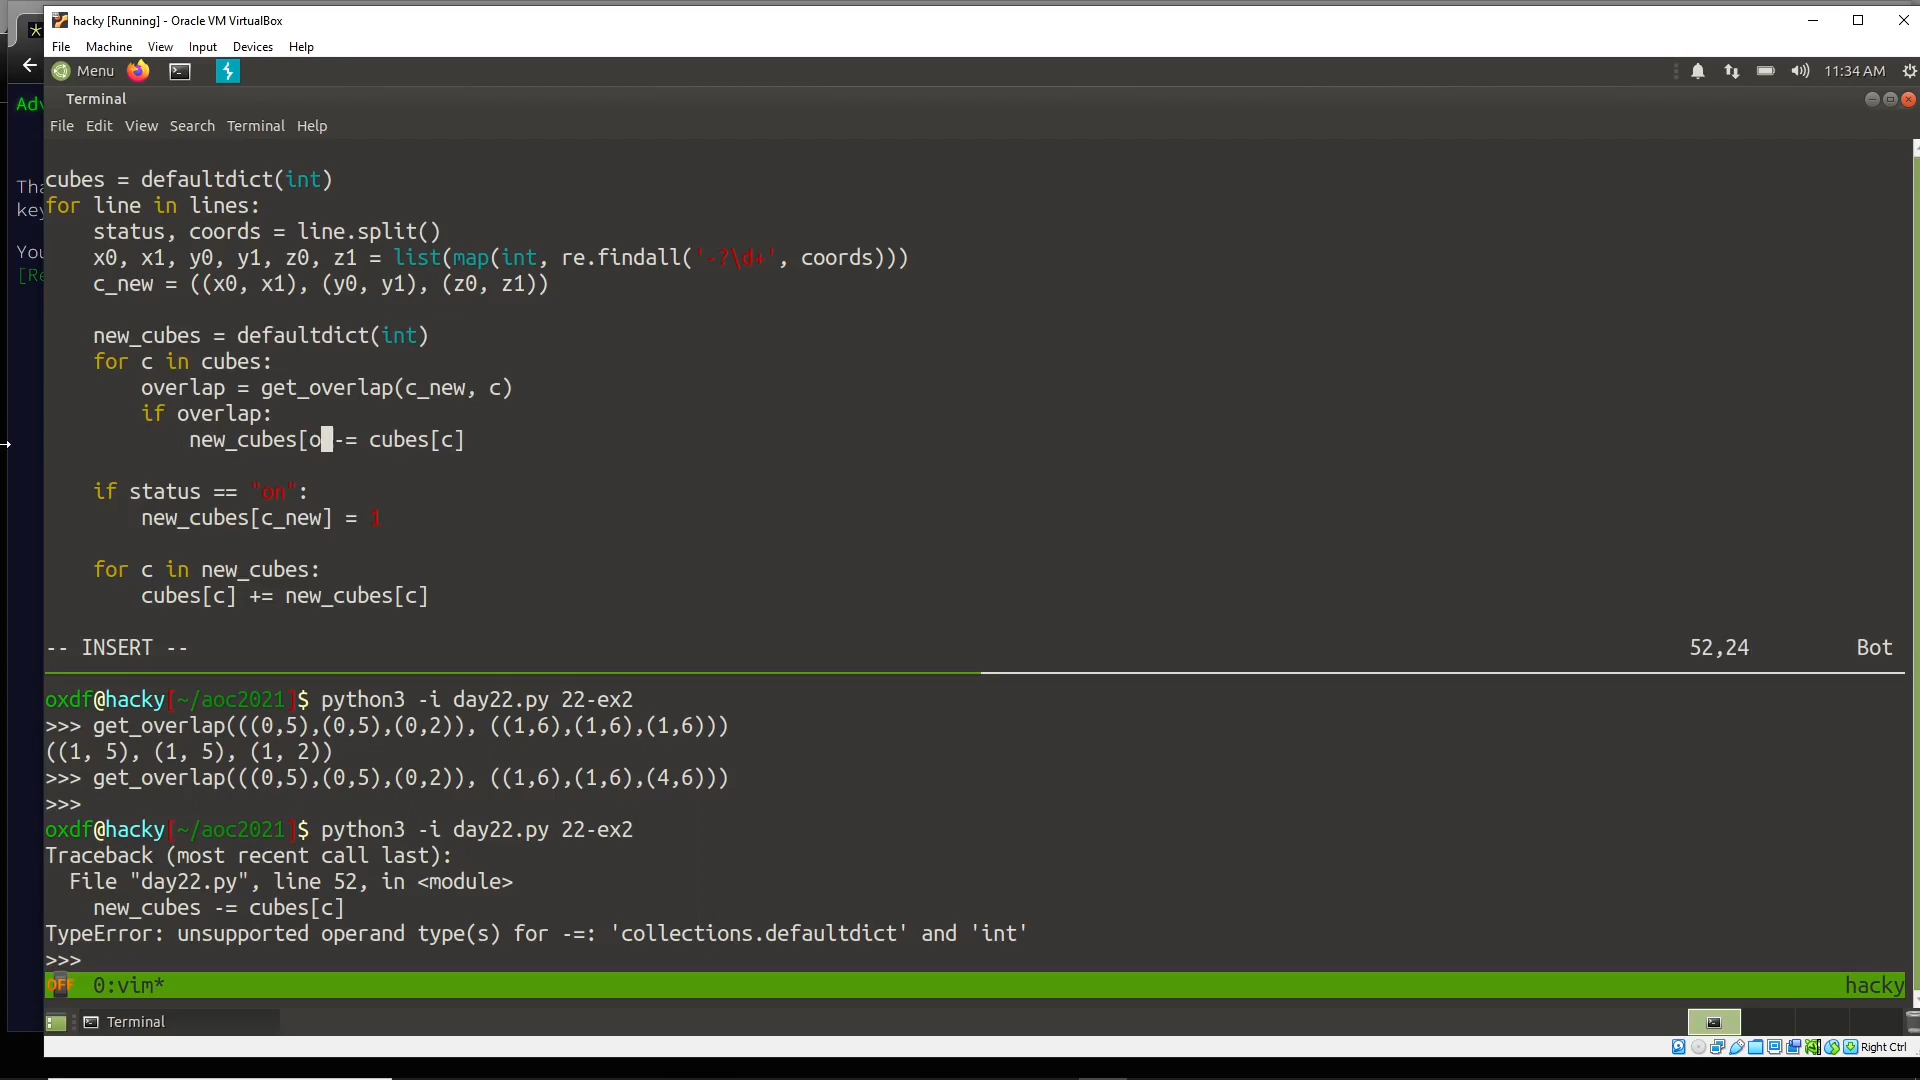 hacky [Running] - Oracle VM VirtualBox
File Machine View Input Devices Help
Menu
11:34 AM
Terminal
File Edit View Search Terminal Help
cubes = defaultdict(int)
for line in lines:
    status, coords = line.split()
    x0, x1, y0, y1, z0, z1 = list(map(int, re.findall('-?\d+', coords)))
    c_new = ((x0, x1), (y0, y1), (z0, z1))
    new_cubes = defaultdict(int)
    for c in cubes:
        overlap = get_overlap(c_new, c)
        if overlap:
            new_cubes[o -= cubes[c]
    if status == "on":
        new_cubes[c_new] = 1
    for c in new_cubes:
        cubes[c] += new_cubes[c]
-- INSERT -- 52,24 Bot
oxdf@hacky[~/aoc2021]$ python3 -i day22.py 22-ex2
>>> get_overlap(((0,5),(0,5),(0,2)), ((1,6),(1,6),(1,6)))
((1, 5), (1, 5), (1, 2))
>>> get_overlap(((0,5),(0,5),(0,2)), ((1,6),(1,6),(4,6)))
>>>
oxdf@hacky[~/aoc2021]$ python3 -i day22.py 22-ex2
Traceback (most recent call last):
  File "day22.py", line 52, in <module>
    new_cubes -= cubes[c]
TypeError: unsupported operand type(s) for -=: 'collections.defaultdict' and 'int'
>>>
OFF 0:vim* hacky
Terminal
Right Ctrl